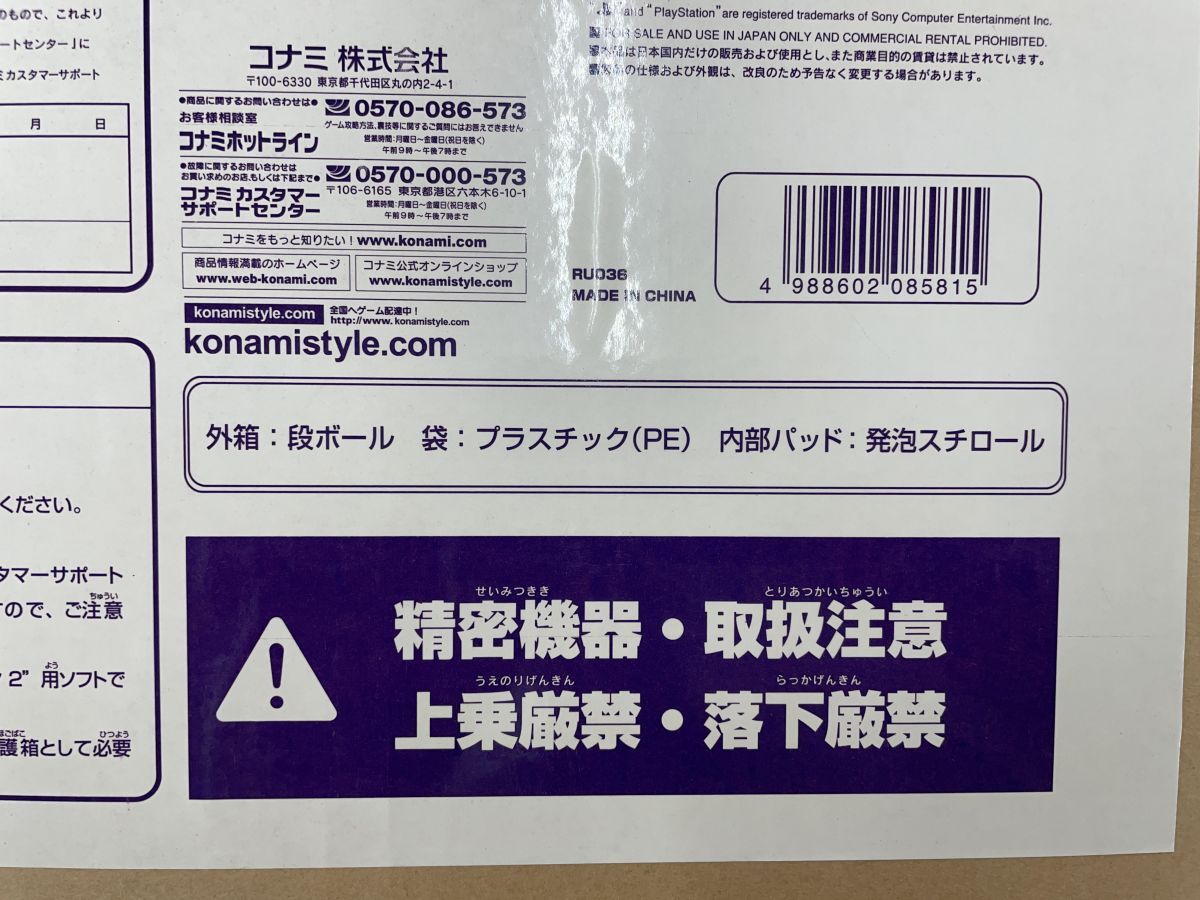 のもので、これより
ートセンター」に
ミカスタマーサポート
月 日
ください。
タマーサポート
ちゅうい
ので、ご注意
よう
2” 用ソフトで
ごばこ ひつよう
護箱として必要
コナミ 株式会社
〒100-6330 東京都千代田区丸の内2-4-1
●商品に関するお問い合わせは●
お客様相談室
コナミホットライン
0570-086-573
ゲーム攻略方法、裏技等に関するご質問にはお答えできません
営業時間:月曜日〜金曜日(祝日を除く)
午前9時〜午後7時まで
●故障に関するお問い合わせは
お買い求めのお店、もしくは下記まで●
コナミ カスタマー
サポートセンター
0570-000-573
〒106-6165 東京都港区六本木6-10-1
営業時間:月曜日〜金曜日(祝日を除く)
午前9時〜午後7時まで
コナミをもっと知りたい!www.konami.com
商品情報満載のホームページ
www.web-konami.com
コナミ公式オンラインショップ
www.konamistyle.com
konamistyle.com
全国へゲーム配達中!
http://www.konamistyle.com
konamistyle.com
and “PlayStation” are registered trademarks of Sony Computer Entertainment Inc.
FOR SALE AND USE IN JAPAN ONLY AND COMMERCIAL RENTAL PROHIBITED.
本品は日本国内だけの販売および使用とし、また商業目的の賃貸は禁止されています。
の仕様および外観は、改良のため予告なく変更する場合があります。
RU036
MADE IN CHINA
4 988602 085815
外箱:段ボール 袋:プラスチック(PE) 内部パッド:発泡スチロール
せいみつきき とりあつかいちゅうい
精密機器・取扱注意
うえのりげんきん らっかげんきん
上乗厳禁・落下厳禁